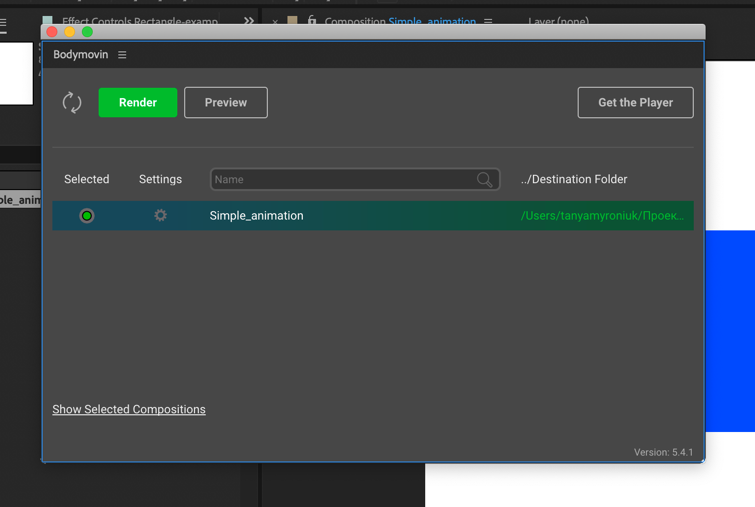 Effect Controls Rectangle-examp
Composition Simple_animation
Layer (none)
Bodymovin
Render
Preview
Get the Player
Selected
Settings
Name
../Destination Folder
Simple_animation
/Users/tanyamyroniuk/Проек...
ple_anim
Show Selected Compositions
Version: 5.4.1